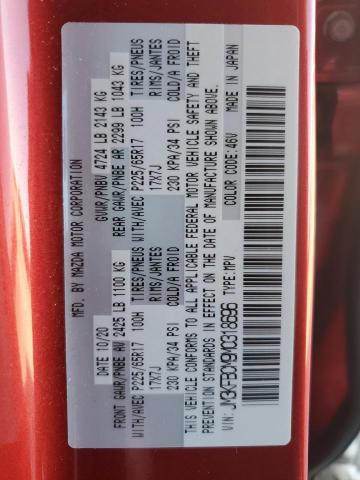 MFD. BY MAZDA MOTOR CORPORATION
DATE: 10/20 GVWR/PNBV 4724 LB 2143 KG
FRONT GAWR/PNBE AV 2425 LB 1100 KG REAR GAWR/PNBE AR 2299 LB 1043 KG
WITH/AVEC P225/65R17 100H TIRES/PNEUS WITH/AVEC P225/65R17 100H TIRES/PNEUS
17X7J RIMS/JANTES 17X7J RIMS/JANTES
230 KPA/34 PSI COLD/A FROID 230 KPA/34 PSI COLD/A FROID
THIS VEHICLE CONFORMS TO ALL APPLICABLE FEDERAL MOTOR VEHICLE SAFETY AND THEFT
PREVENTION STANDARDS IN EFFECT ON THE DATE OF MANUFACTURE SHOWN ABOVE.
VIN: JM3KFBDM9M0318696 TYPE: MPV COLOR CODE: 46V MADE IN JAPAN